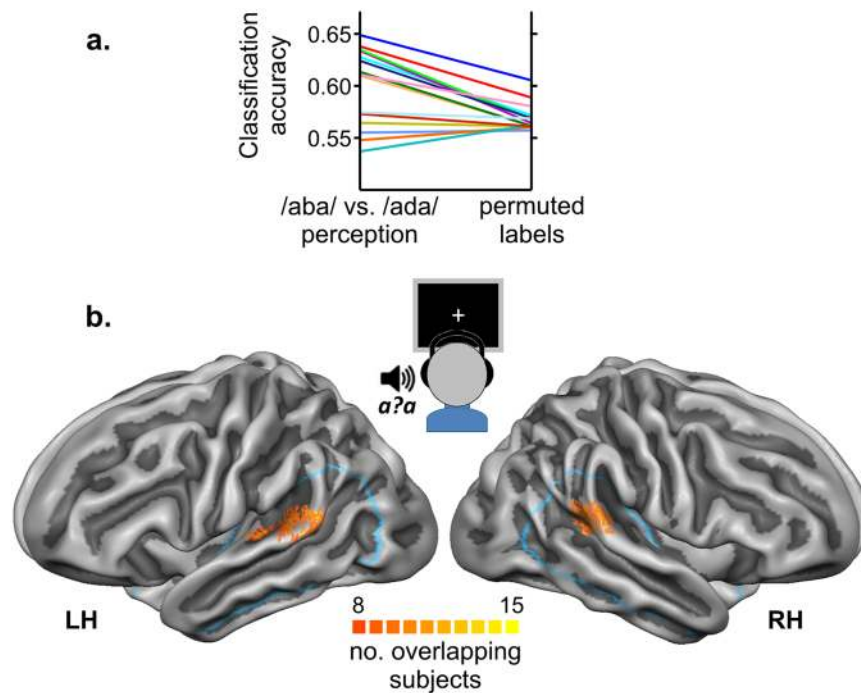 a.
Classification
accuracy
0.65
0.60
0.55
/aba/ vs. /ada/
perception
permuted
labels
b.
a?a
LH
RH
8
15
no. overlapping
subjects